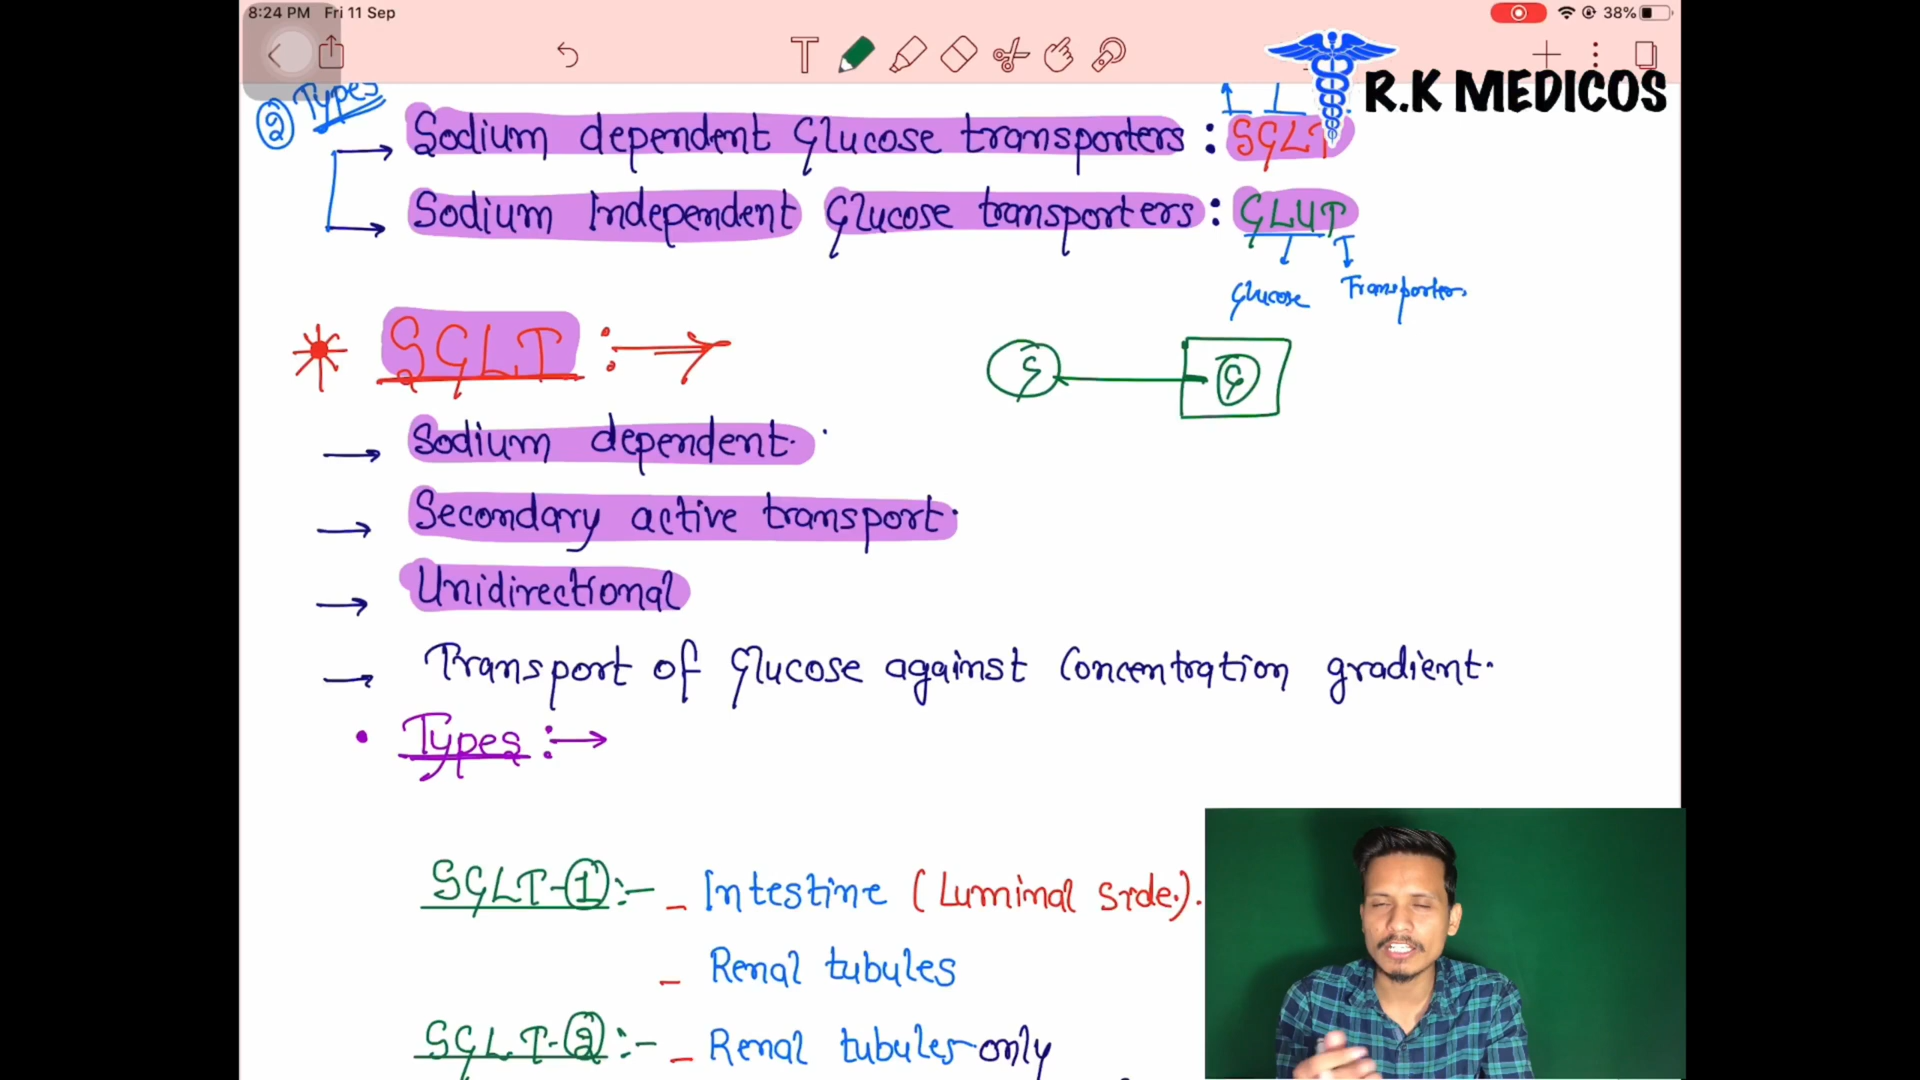 8:24 PM Fri 11 Sep
38%
R.K MEDICOS
② Types
Sodium dependent Glucose transporters : SGLT
Sodium Independent Glucose transporters : GLUT
Glucose Transporters
SGLT :→
G G
→ Sodium dependent.
→ Secondary active transport.
→ Unidirectional
→ Transport of Glucose against Concentration gradient.
• Types :→
SGLT-① :- - Intestine (Luminal Side.).
- Renal tubules
SGLT-② :- - Renal tubules only